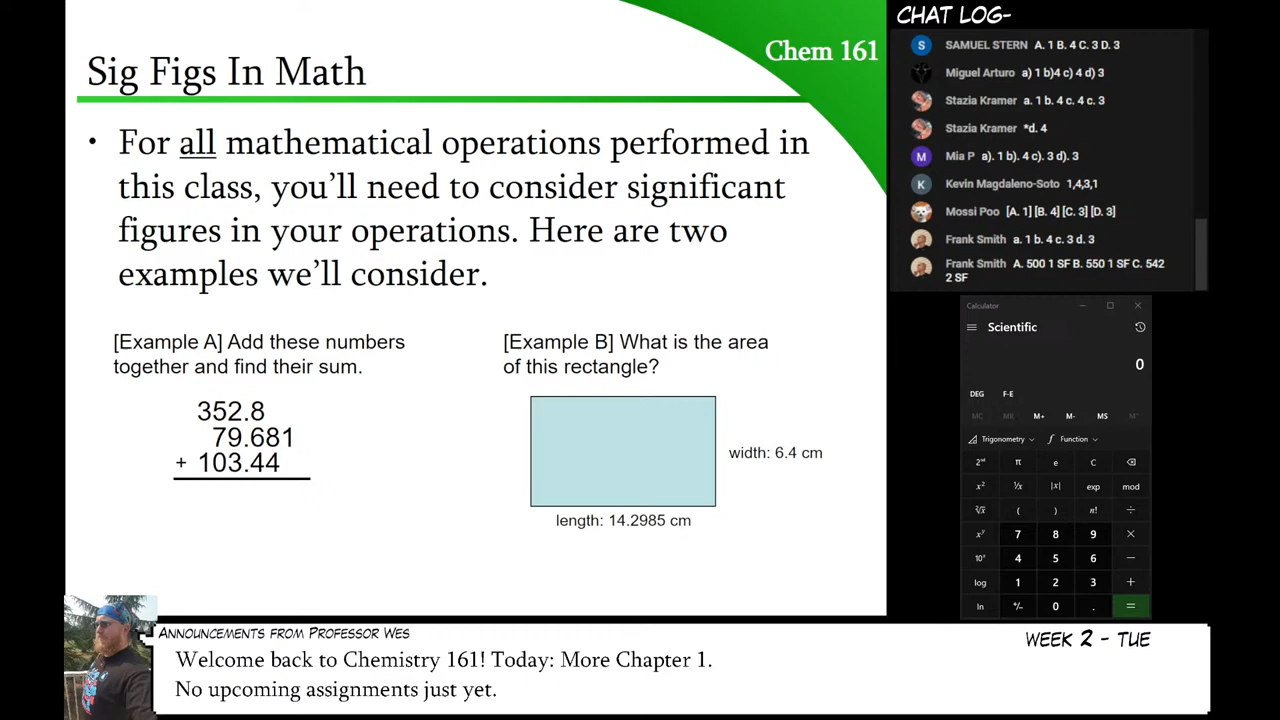 Sig Figs In Math
Chem 161
• For all mathematical operations performed in
this class, you’ll need to consider significant
figures in your operations. Here are two
examples we’ll consider.
[Example A] Add these numbers
together and find their sum.
352.8
79.681
+ 103.44
[Example B] What is the area
of this rectangle?
width: 6.4 cm
length: 14.2985 cm
CHAT LOG-
S SAMUEL STERN A. 1 B. 4 C. 3 D. 3
Miguel Arturo a) 1 b)4 c) 4 d) 3
Stazia Kramer a. 1 b. 4 c. 4 c. 3
Stazia Kramer *d. 4
M Mia P a). 1 b). 4 c). 3 d). 3
K Kevin Magdaleno-Soto 1,4,3,1
Mossi Poo [A. 1] [B. 4] [C. 3] [D. 3]
Frank Smith a. 1 b. 4 c. 3 d. 3
Frank Smith A. 500 1 SF B. 550 1 SF C. 542
2 SF
Calculator
Scientific
0
DEG F-E
MC MR M+ M- MS M˅
Trigonometry Function
2ⁿᵈ π e C
x² ¹/x |x| exp mod
²√x ( ) n! ÷
xʸ 7 8 9 ×
10ˣ 4 5 6 −
log 1 2 3 +
ln +/− 0 . =
ANNOUNCEMENTS FROM PROFESSOR WES
WEEK 2 - TUE
Welcome back to Chemistry 161! Today: More Chapter 1.
No upcoming assignments just yet.